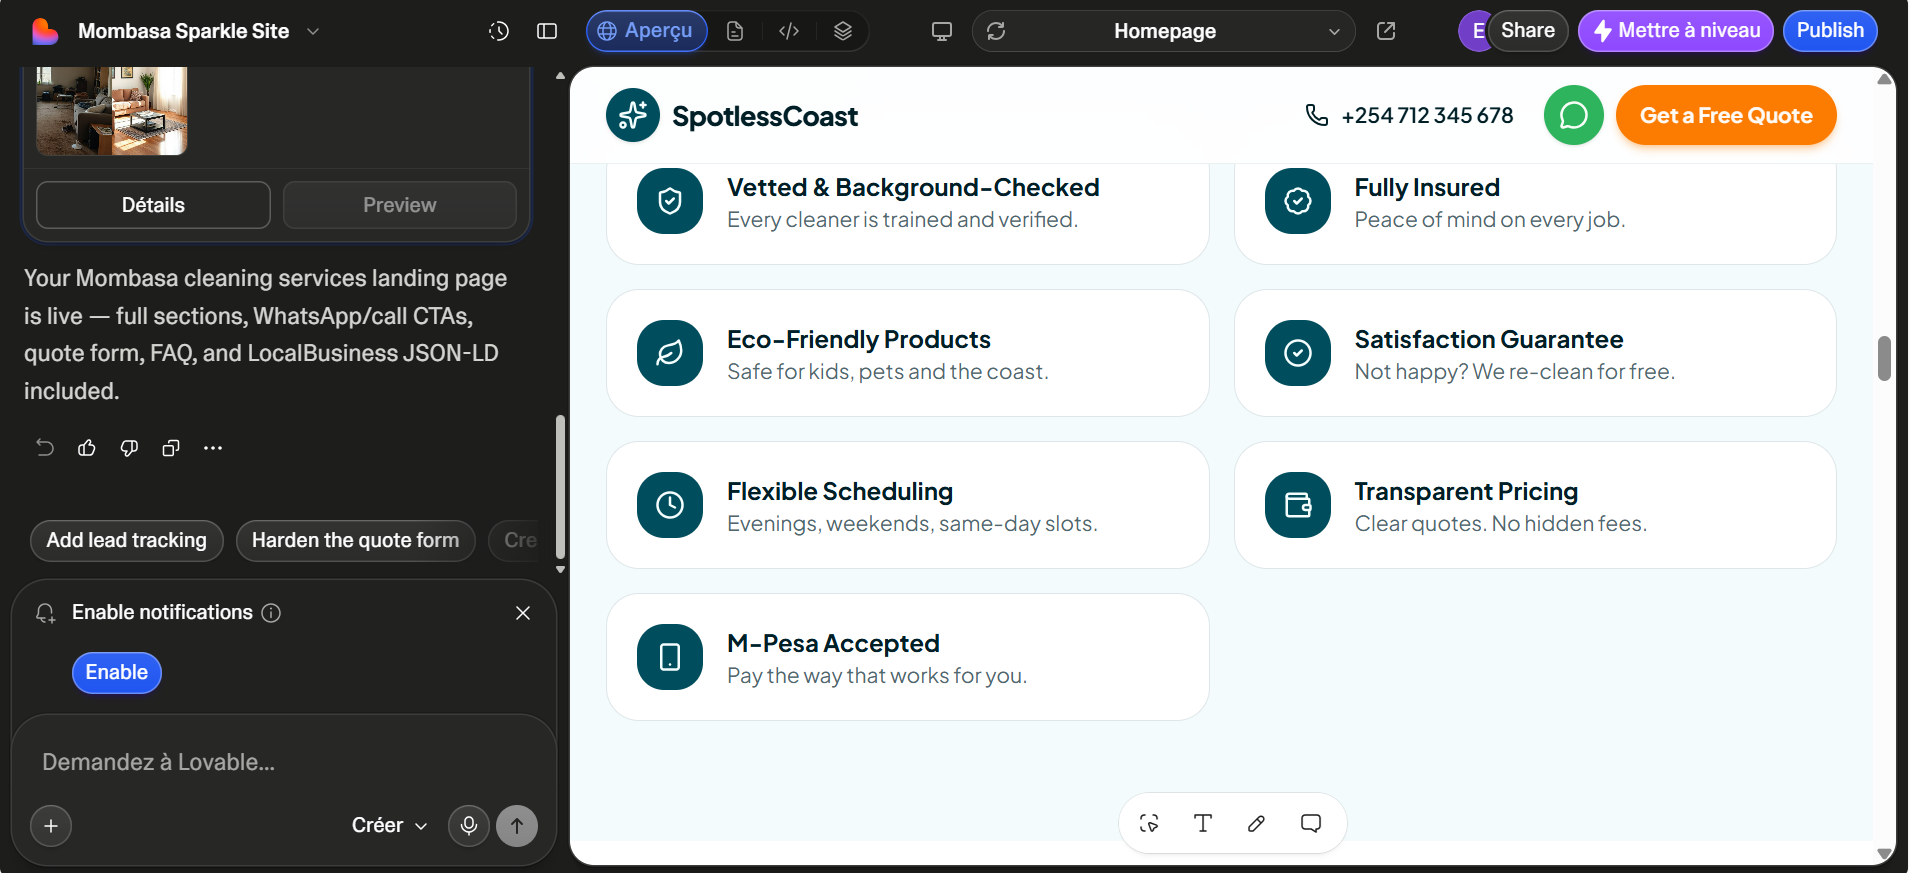 Mombasa Sparkle Site
Aperçu
Homepage
E
Share
Mettre à niveau
Publish
Détails
Preview
Your Mombasa cleaning services landing page
is live — full sections, WhatsApp/call CTAs,
quote form, FAQ, and LocalBusiness JSON-LD
included.
Add lead tracking
Harden the quote form
Cre
Enable notifications
Enable
Demandez à Lovable...
Créer
SpotlessCoast
+254 712 345 678
Get a Free Quote
Vetted & Background-Checked
Every cleaner is trained and verified.
Fully Insured
Peace of mind on every job.
Eco-Friendly Products
Safe for kids, pets and the coast.
Satisfaction Guarantee
Not happy? We re-clean for free.
Flexible Scheduling
Evenings, weekends, same-day slots.
Transparent Pricing
Clear quotes. No hidden fees.
M-Pesa Accepted
Pay the way that works for you.